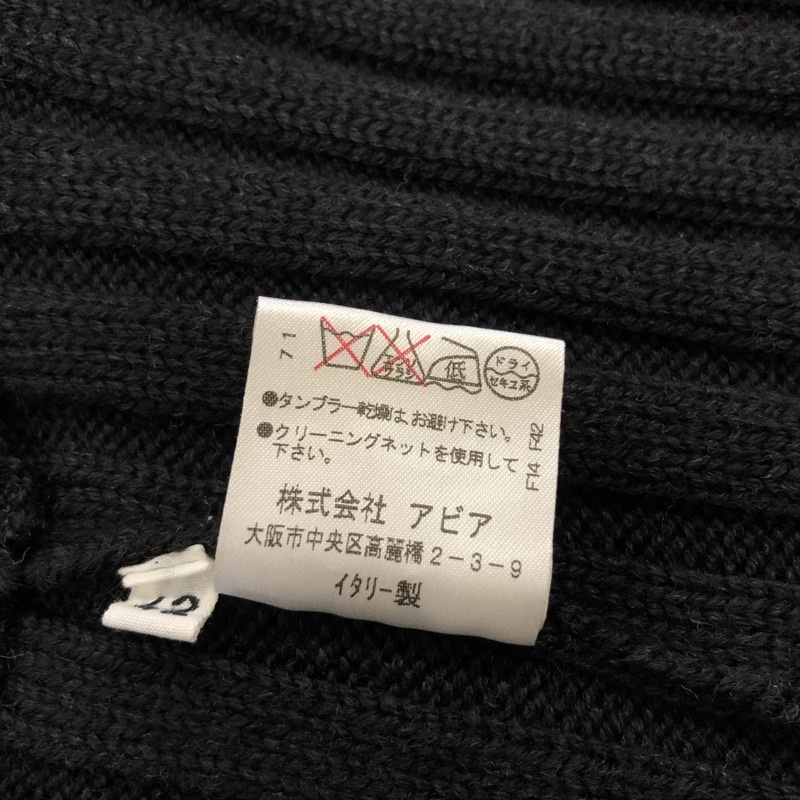 71
低
ドライ
セキユ系
●タンブラー乾燥は、お避け下さい。
●クリーニングネットを使用して
下さい。
F14 F42
株式会社 アビア
大阪市中央区高麗橋2-3-9
イタリー製